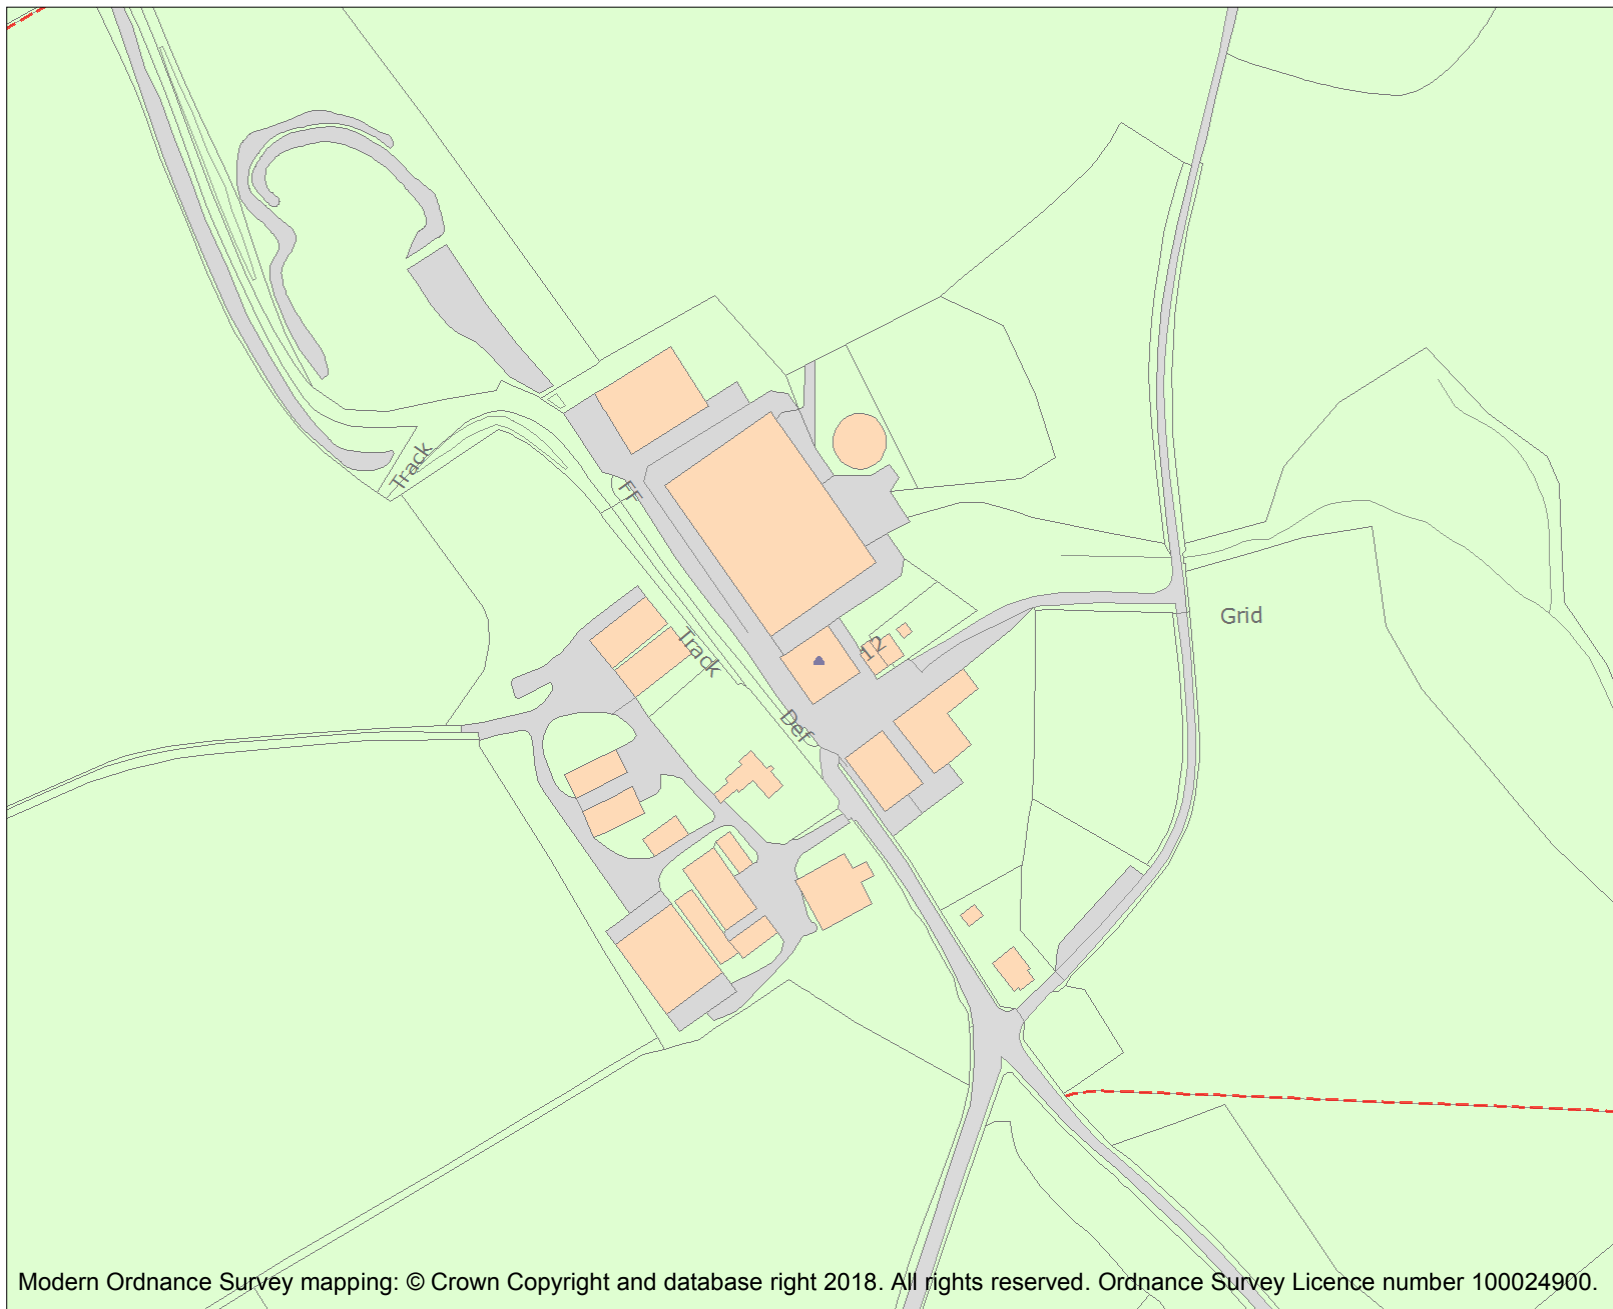 Track
FF
Grid
12
Track
Def
Modern Ordnance Survey mapping: © Crown Copyright and database right 2018. All rights reserved. Ordnance Survey Licence number 100024900.